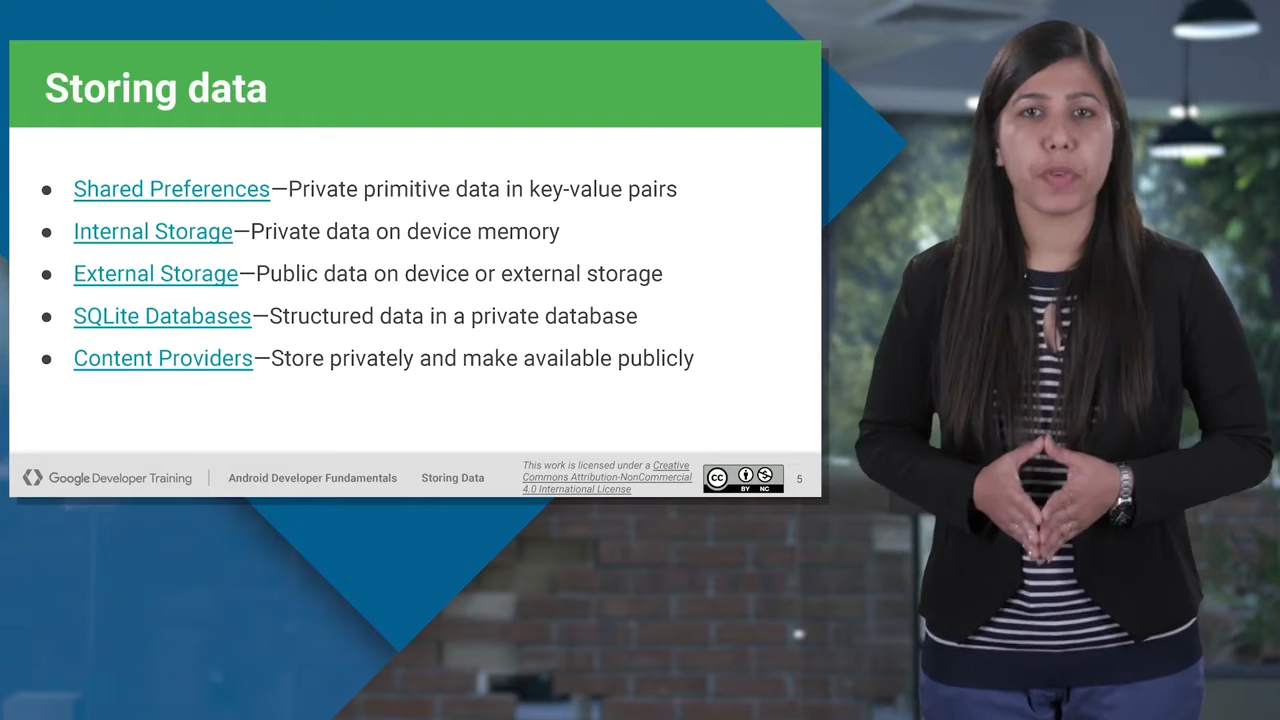 Storing data
● Shared Preferences—Private primitive data in key-value pairs
● Internal Storage—Private data on device memory
● External Storage—Public data on device or external storage
● SQLite Databases—Structured data in a private database
● Content Providers—Store privately and make available publicly
Google Developer Training
Android Developer Fundamentals
Storing Data
This work is licensed under a Creative
Commons Attribution-NonCommercial
4.0 International License
cc
BY NC
5